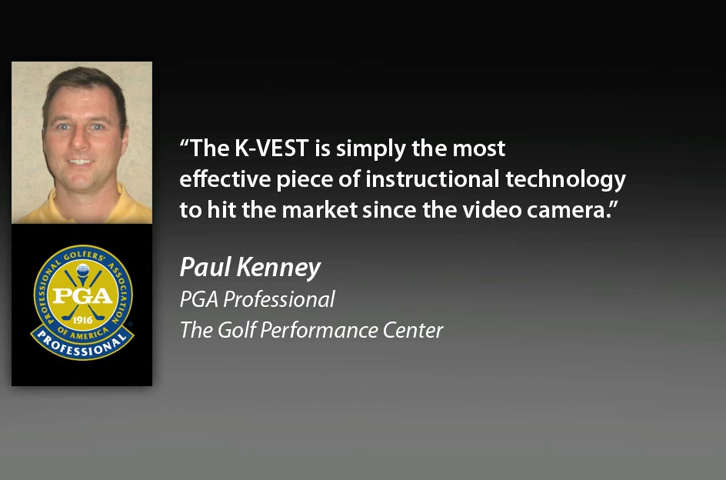 “The K-VEST is simply the most
effective piece of instructional technology
to hit the market since the video camera.”
Paul Kenney
PGA Professional
The Golf Performance Center
PROFESSIONAL GOLFERS' ASSOCIATION
PGA
1916
OF AMERICA
PROFESSIONAL